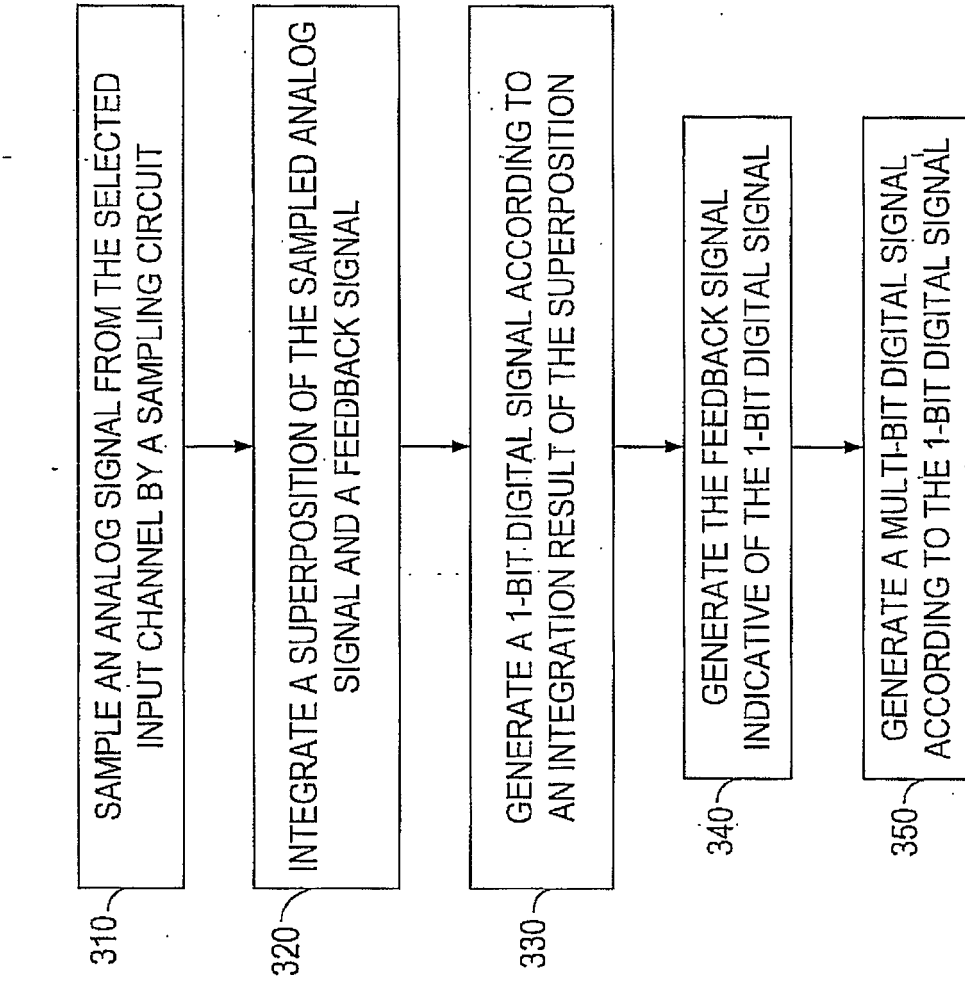 310
SAMPLE AN ANALOG SIGNAL FROM THE SELECTED
INPUT CHANNEL BY A SAMPLING CIRCUIT
320
INTEGRATE A SUPERPOSITION OF THE SAMPLED ANALOG
SIGNAL AND A FEEDBACK SIGNAL
330
GENERATE A 1-BIT DIGITAL SIGNAL ACCORDING TO
AN INTEGRATION RESULT OF THE SUPERPOSITION
340
GENERATE THE FEEDBACK SIGNAL
INDICATIVE OF THE 1-BIT DIGITAL SIGNAL
350
GENERATE A MULTI-BIT DIGITAL SIGNAL
ACCORDING TO THE 1-BIT DIGITAL SIGNAL